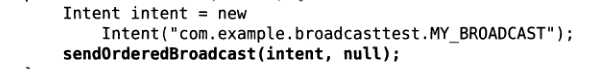 Intent intent = new
Intent("com.example.broadcasttest.MY_BROADCAST");
sendOrderedBroadcast(intent, null);